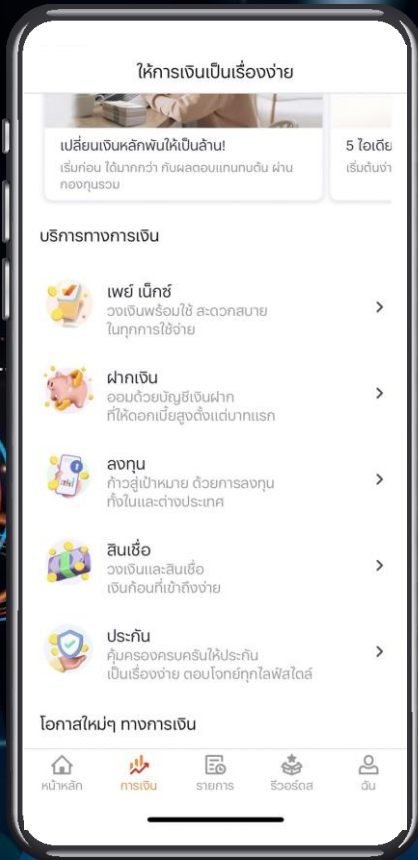 ให้การเงินเป็นเรื่องง่าย
เปลี่ยนเงินหลักพันให้เป็นล้าน!
เริ่มก่อน ได้มากกว่า กับผลตอบแทนทบต้น ผ่าน
กองทุนรวม
5 ไอเดีย
เริ่มต้นง่า
บริการทางการเงิน
เพย์ เน็กซ์
วงเงินพร้อมใช้ สะดวกสบาย
ในทุกการใช้จ่าย
ฝากเงิน
ออมด้วยบัญชีเงินฝาก
ที่ให้ดอกเบี้ยสูงตั้งแต่บาทแรก
ลงทุน
ก้าวสู่เป้าหมาย ด้วยการลงทุน
ทั้งในและต่างประเทศ
สินเชื่อ
วงเงินและสินเชื่อ
เงินก้อนที่เข้าถึงง่าย
ประกัน
คุ้มครองครบครันให้ประกัน
เป็นเรื่องง่าย ตอบโจทย์ทุกไลฟ์สไตล์
โอกาสใหม่ๆ ทางการเงิน
หน้าหลัก
การเงิน
รายการ
รีวอร์ดส
ฉัน